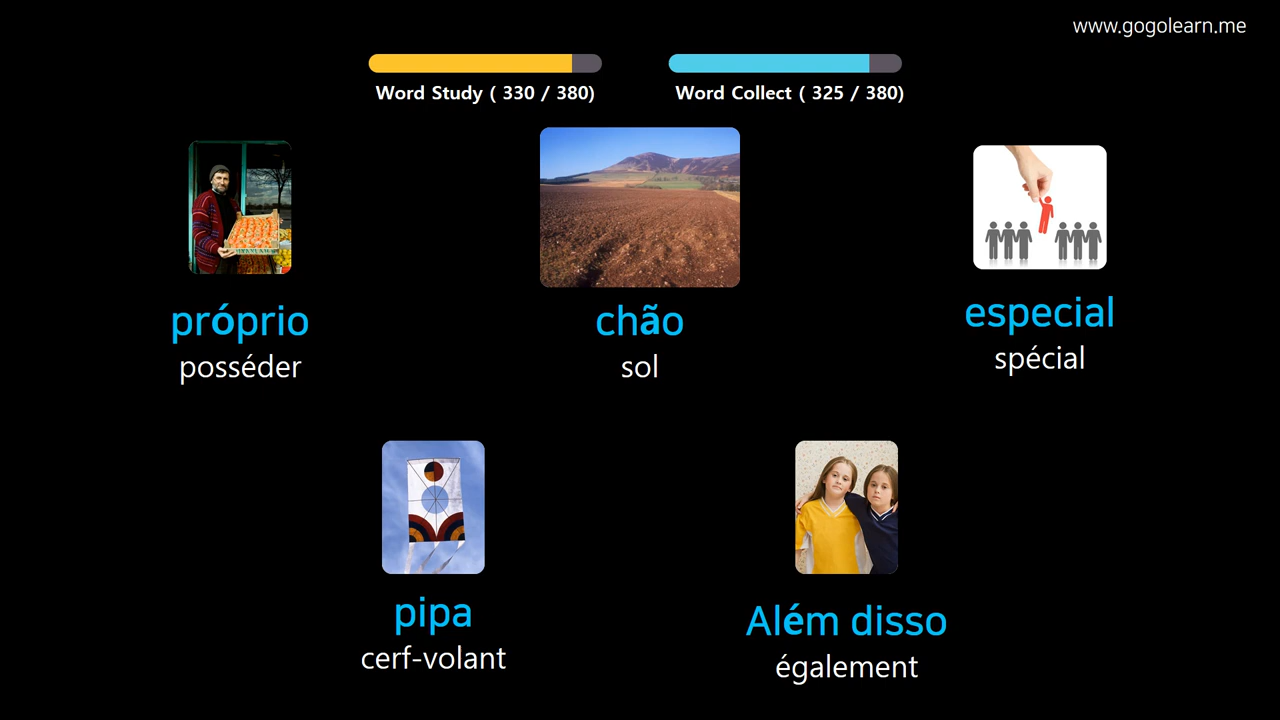 www.gogolearn.me
Word Study ( 330 / 380)
Word Collect ( 325 / 380)
próprio
posséder
chão
sol
especial
spécial
pipa
cerf-volant
Além disso
également